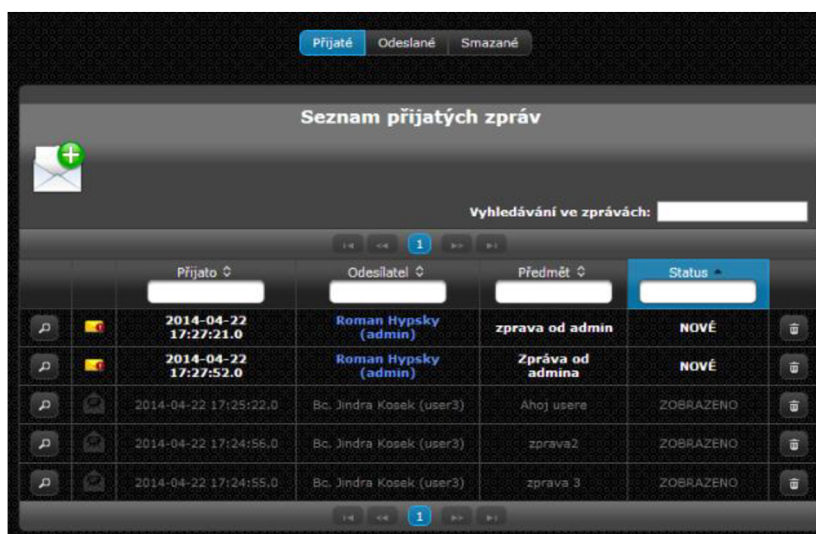 Přijaté Odeslané Smazané
Seznam přijatých zpráv
Vyhledávání ve zprávách:
1
Přijato Odesílatel Předmět Status
2014-04-22 17:27:21.0 Roman Hypsky (admin) zprava od admin NOVÉ
2014-04-22 17:27:52.0 Roman Hypsky (admin) Zpráva od admina NOVÉ
2014-04-22 17:25:22.0 Bc. Jindra Kosek (user3) Ahoj usere ZOBRAZENO
2014-04-22 17:24:56.0 Bc. Jindra Kosek (user3) zprava2 ZOBRAZENO
2014-04-22 17:24:55.0 Bc. Jindra Kosek (user3) zprava 3 ZOBRAZENO
1